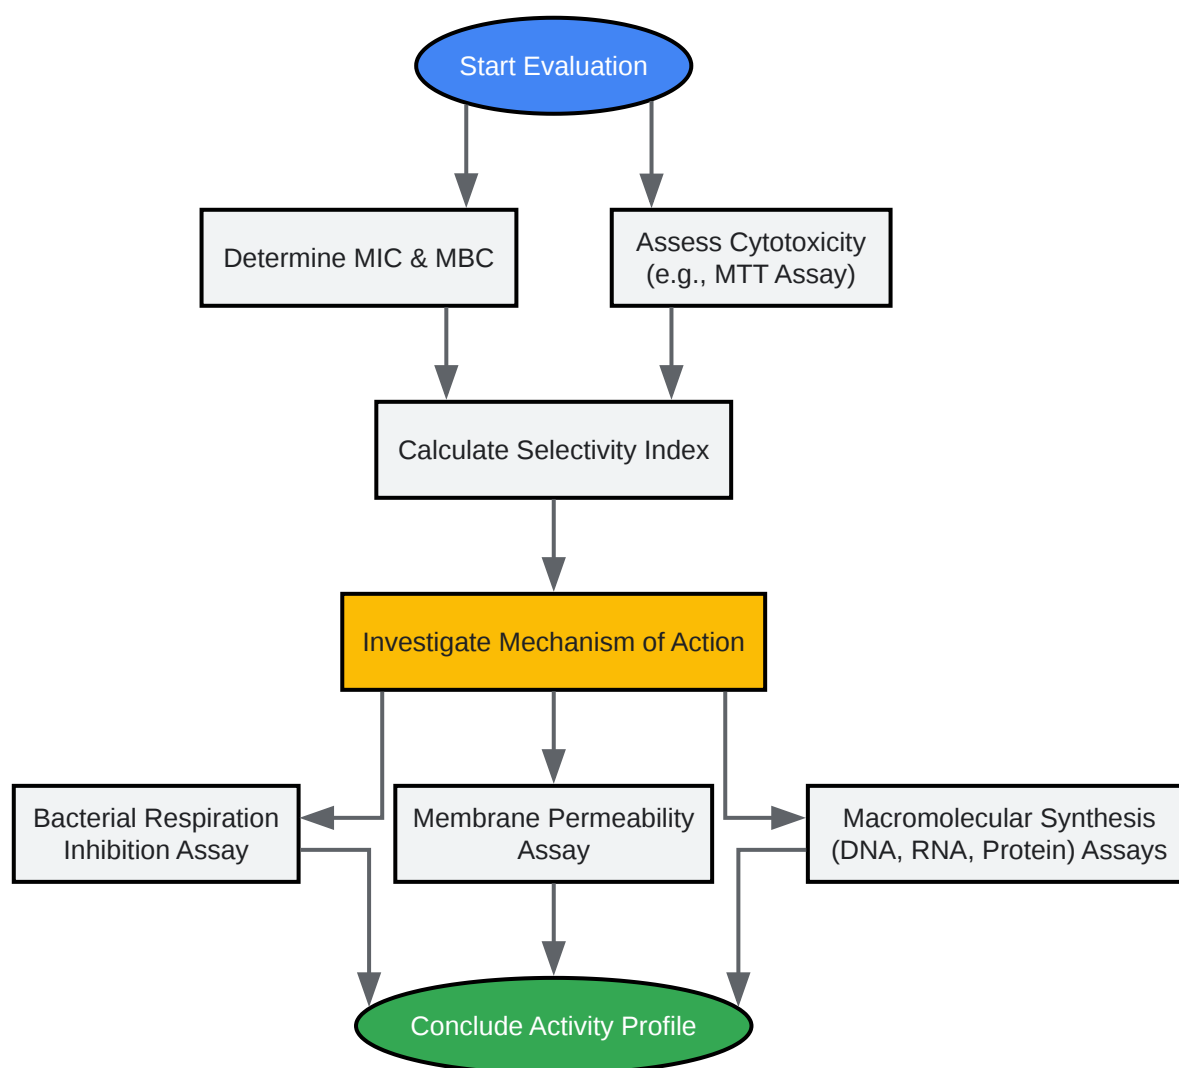 Start Evaluation
Determine MIC & MBC
Assess Cytotoxicity
(e.g., MTT Assay)
Calculate Selectivity Index
Investigate Mechanism of Action
Bacterial Respiration
Inhibition Assay
Membrane Permeability
Assay
Macromolecular Synthesis
(DNA, RNA, Protein) Assays
Conclude Activity Profile